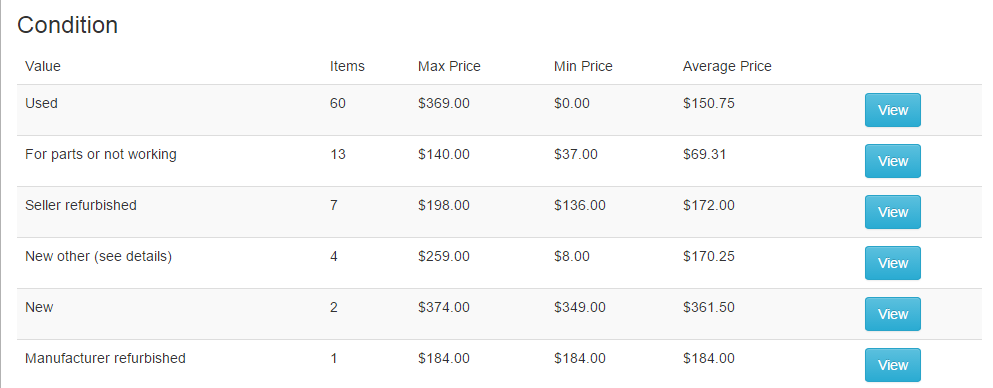 Condition
Value Items Max Price Min Price Average Price
Used 60 $369.00 $0.00 $150.75 View
For parts or not working 13 $140.00 $37.00 $69.31 View
Seller refurbished 7 $198.00 $136.00 $172.00 View
New other (see details) 4 $259.00 $8.00 $170.25 View
New 2 $374.00 $349.00 $361.50 View
Manufacturer refurbished 1 $184.00 $184.00 $184.00 View